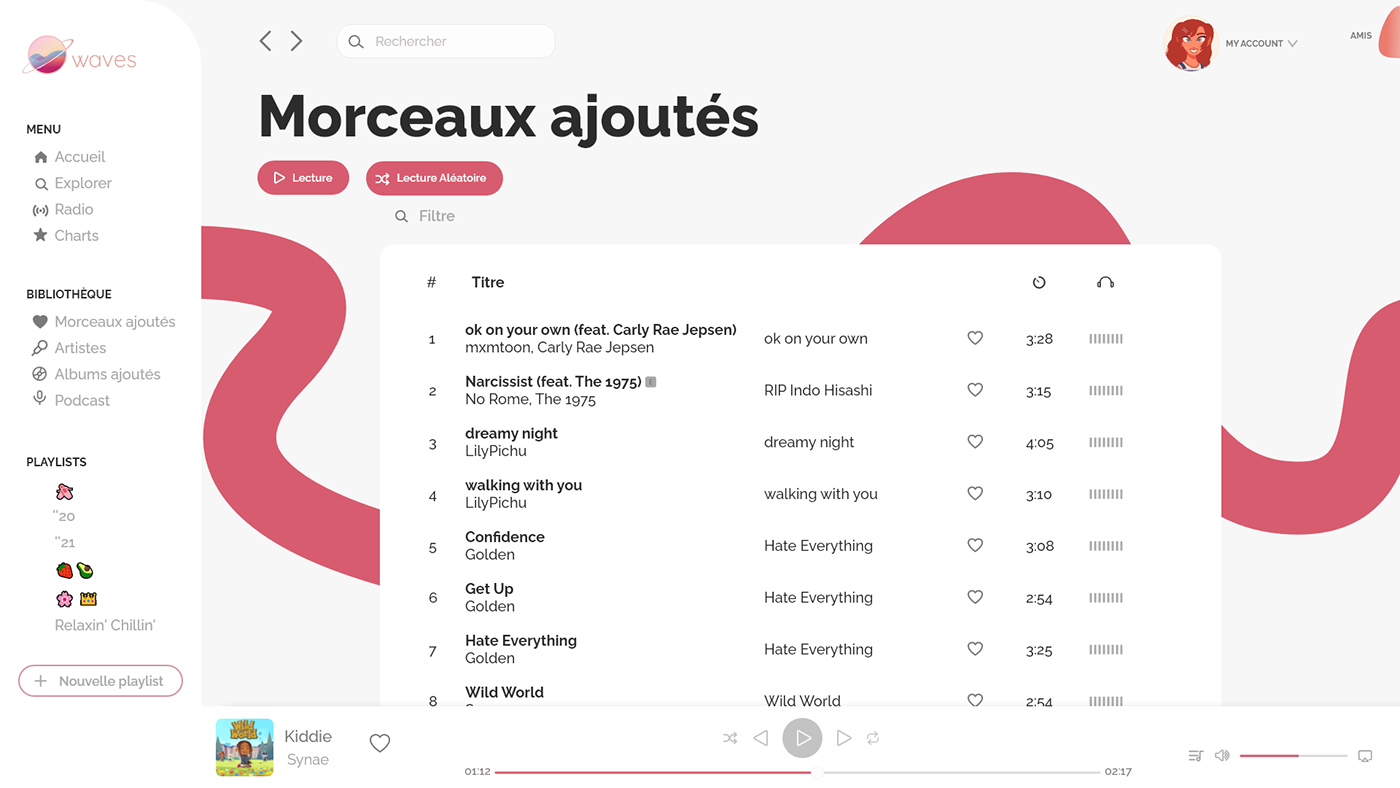 waves
Rechercher
MY ACCOUNT
AMIS
MENU
Accueil
Explorer
Radio
Charts
BIBLIOTHÈQUE
Morceaux ajoutés
Artistes
Albums ajoutés
Podcast
PLAYLISTS
"20
"21
Relaxin' Chillin'
Nouvelle playlist
Morceaux ajoutés
Lecture
Lecture Aléatoire
Filtre
# Titre
1 ok on your own (feat. Carly Rae Jepsen) ok on your own 3:28
mxmtoon, Carly Rae Jepsen
2 Narcissist (feat. The 1975) E RIP Indo Hisashi 3:15
No Rome, The 1975
3 dreamy night dreamy night 4:05
LilyPichu
4 walking with you walking with you 3:10
LilyPichu
5 Confidence Hate Everything 3:08
Golden
6 Get Up Hate Everything 2:54
Golden
7 Hate Everything Hate Everything 3:25
Golden
8 Wild World Wild World 2:54
Wild World
Kiddie
Synae
01:12 02:17